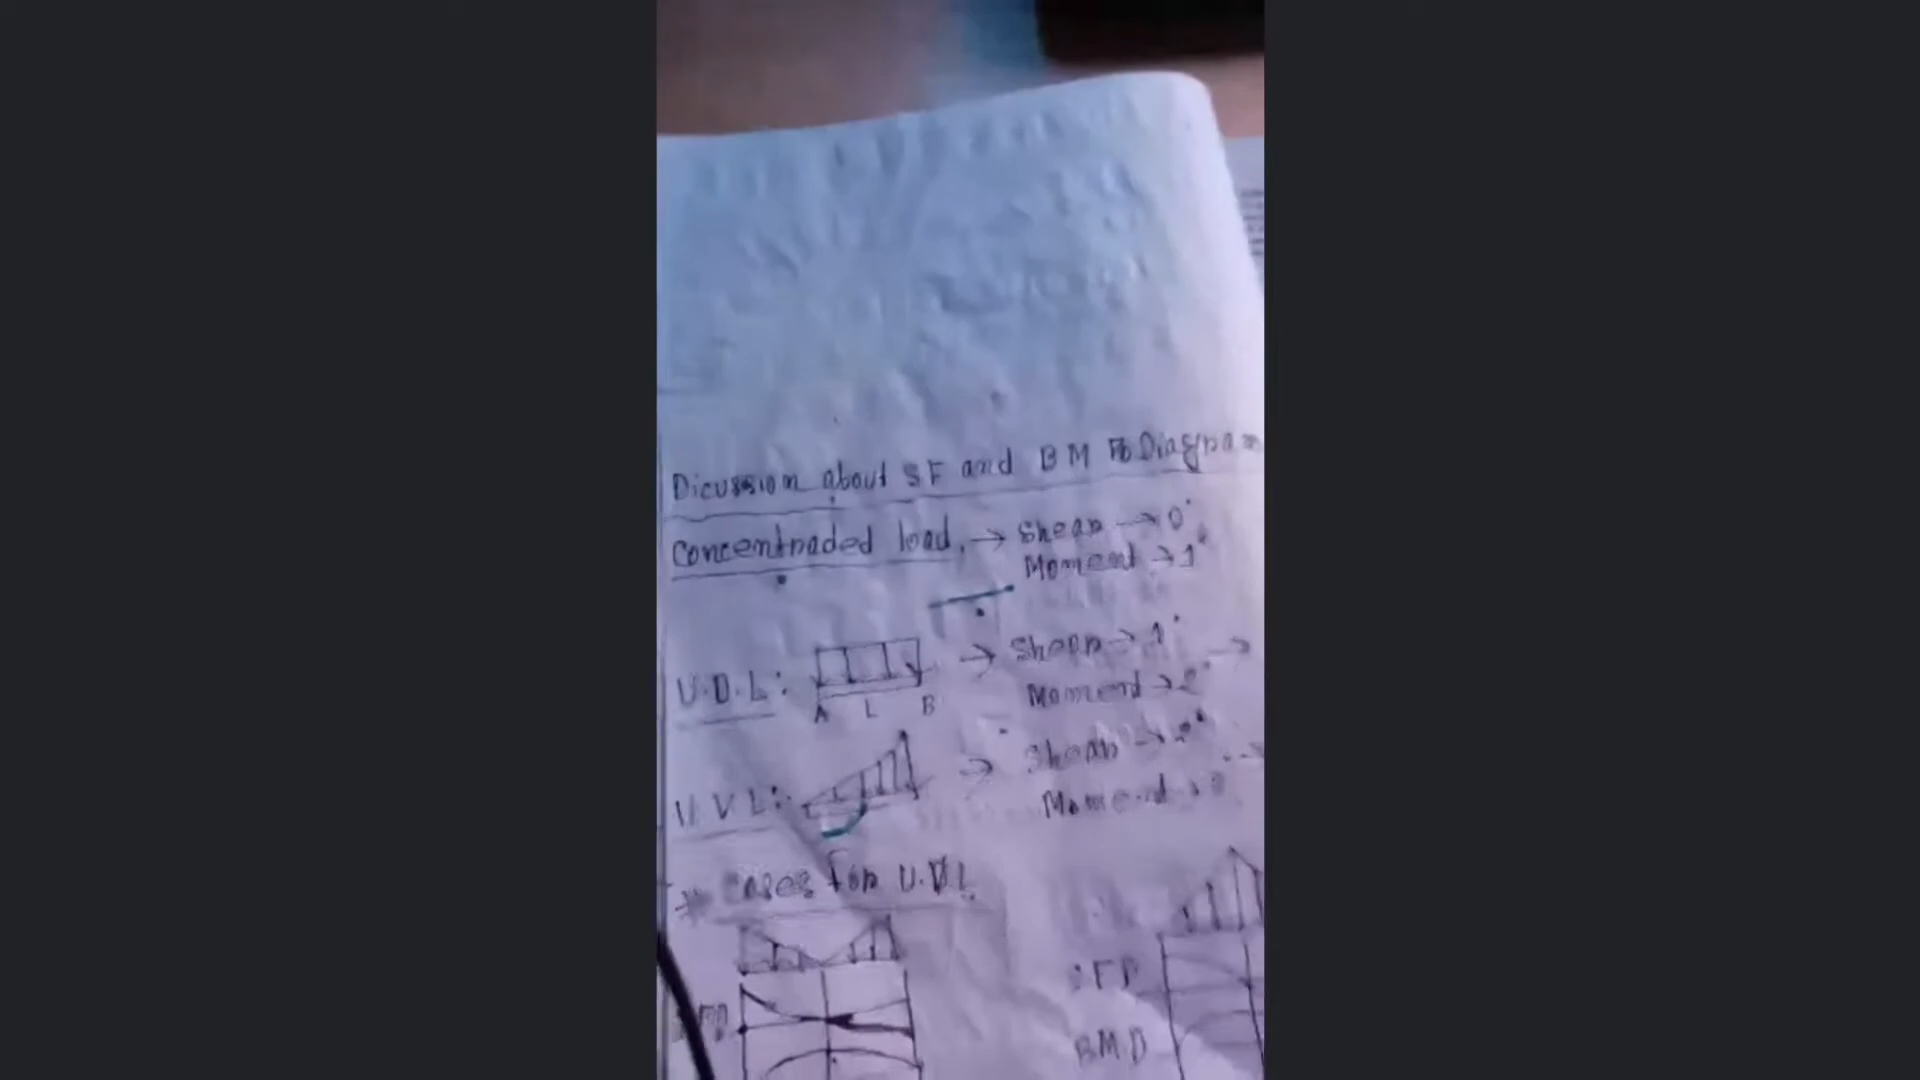 Dicussion about SF and BM Diagram
Concentraded load, → Shear → 0°
Moment → 1°
U.D.L: → Shear → 1°
A L B
Moment → 2° →
U.V.L: → Shear → 2°
Moment →
* Cases for U.V.L
SFD
BMD